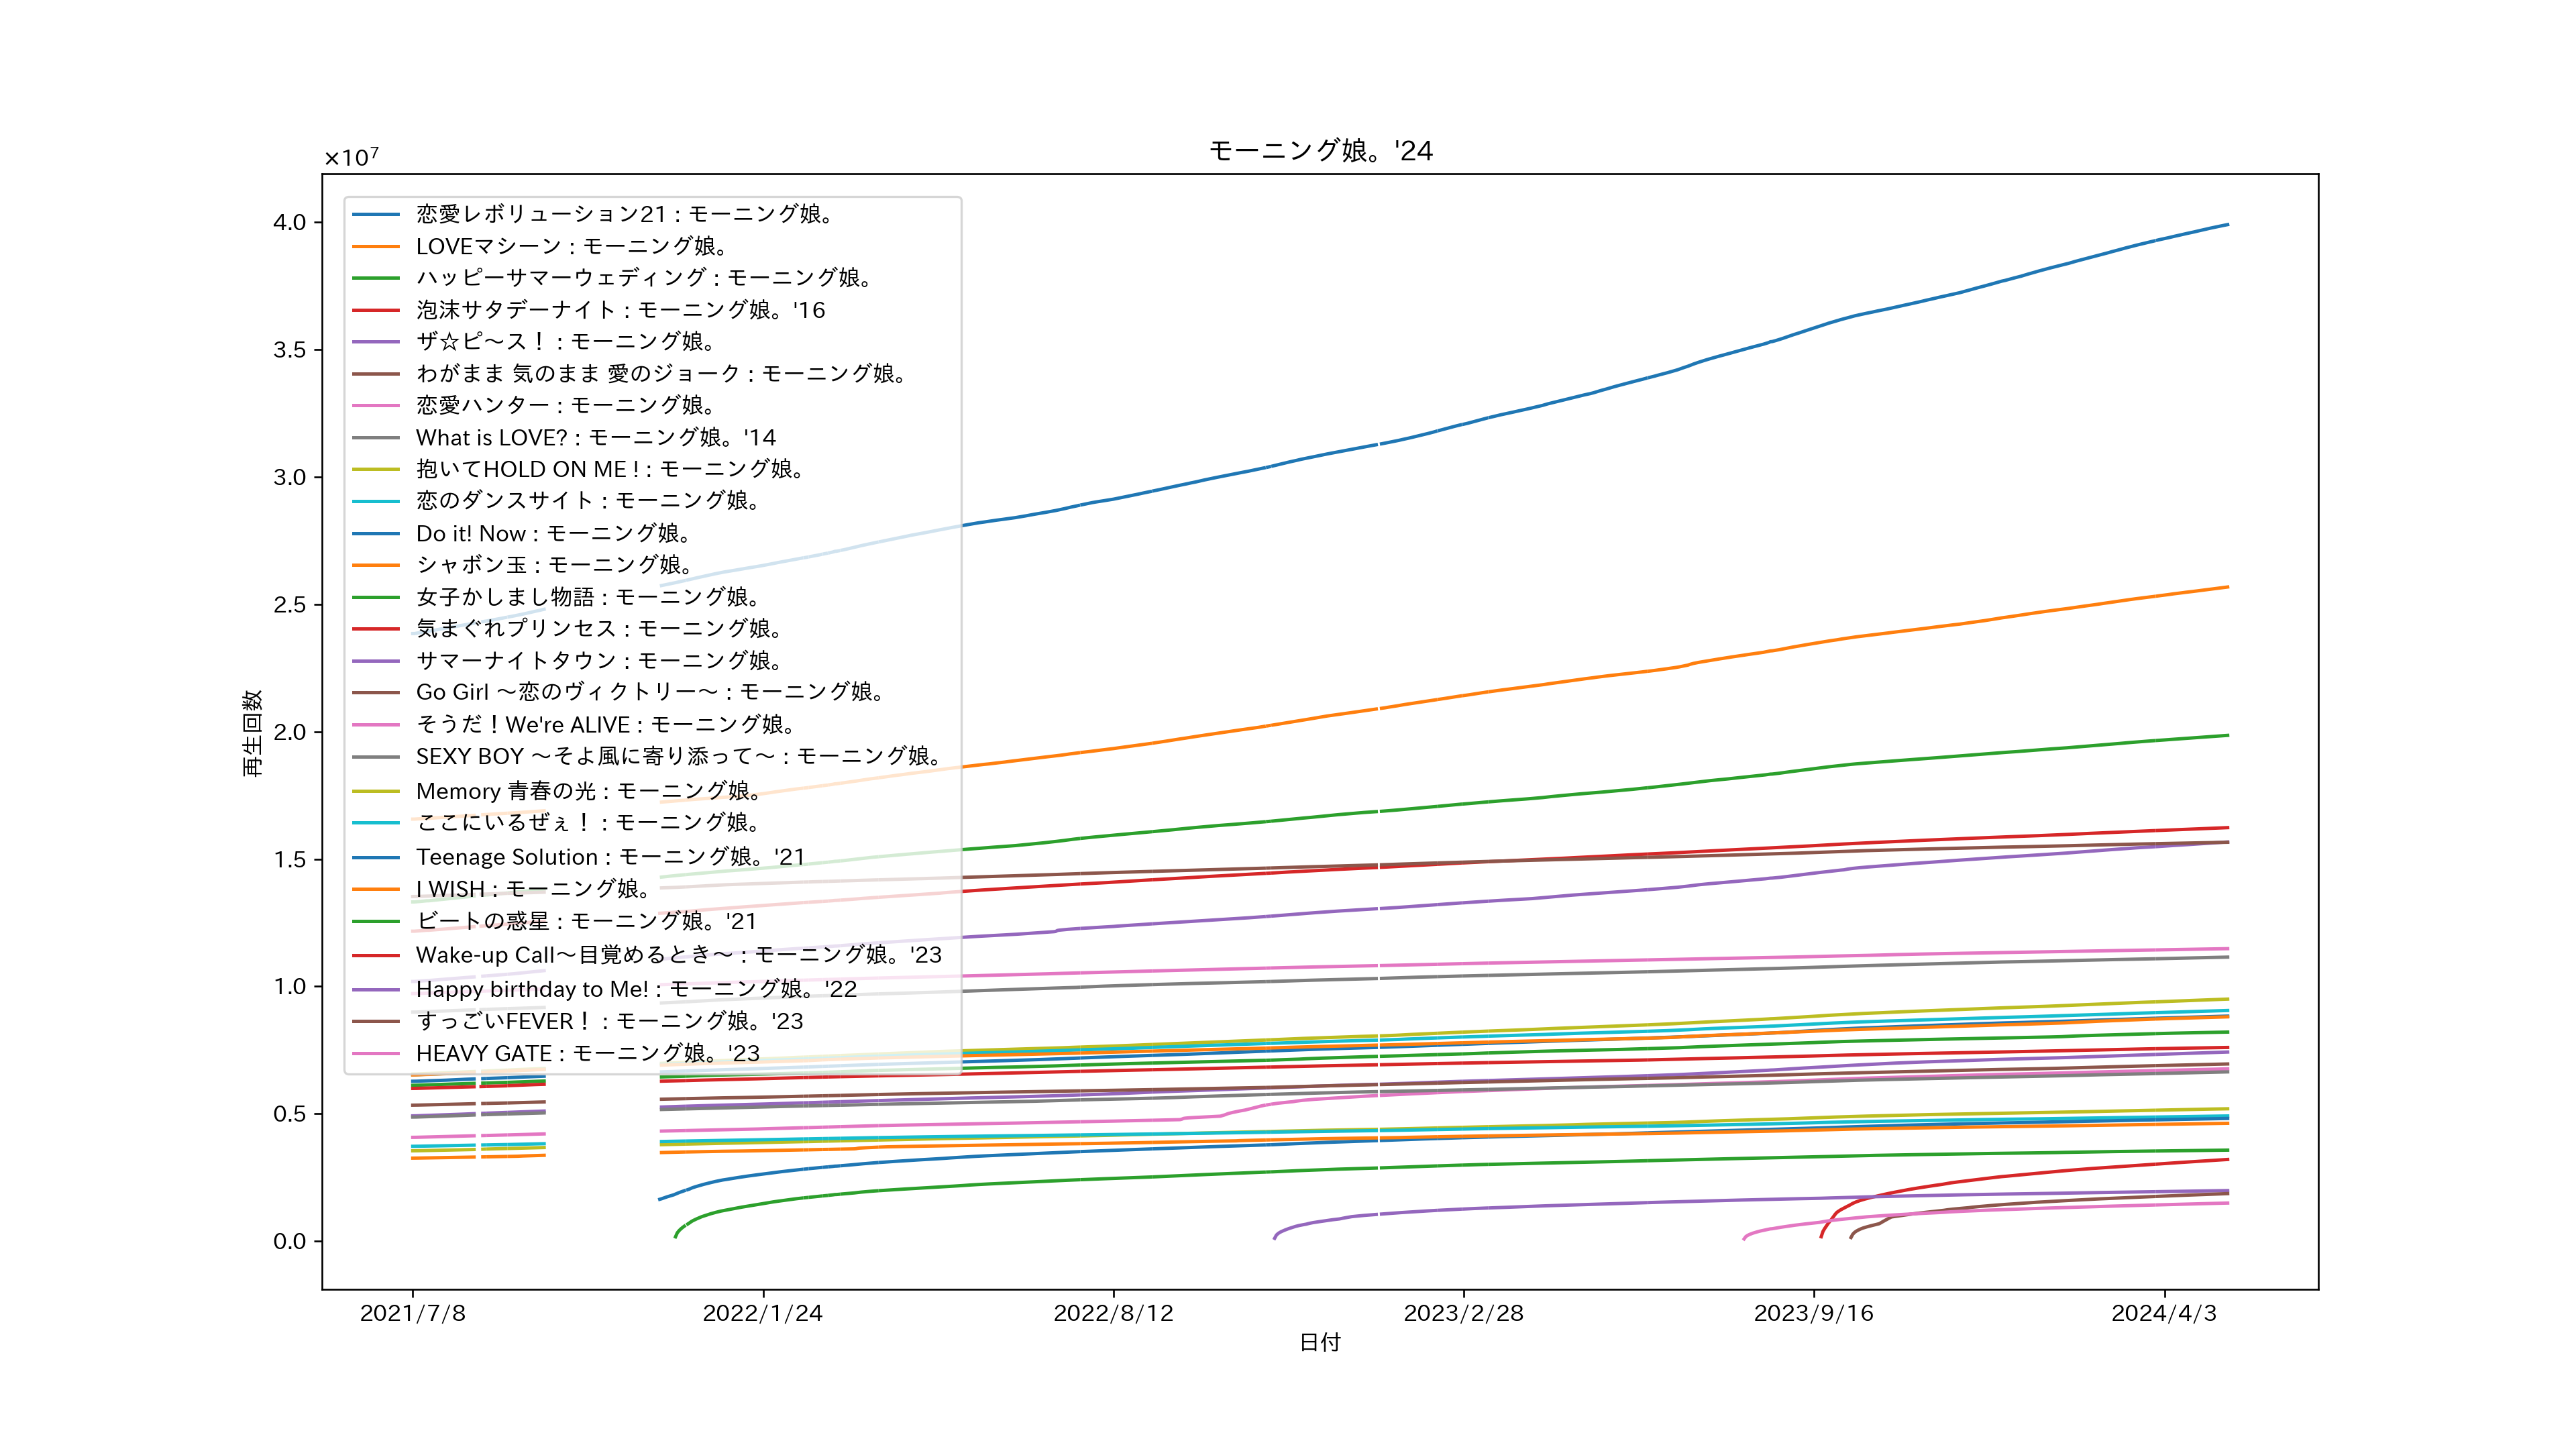 モーニング娘。'24
×10⁷
4.0
3.5
3.0
2.5
2.0
1.5
1.0
0.5
0.0
再生回数
恋愛レボリューション21 : モーニング娘。
LOVEマシーン : モーニング娘。
ハッピーサマーウェディング : モーニング娘。
泡沫サタデーナイト : モーニング娘。'16
ザ☆ピ〜ス！ : モーニング娘。
わがまま 気のまま 愛のジョーク : モーニング娘。
恋愛ハンター : モーニング娘。
What is LOVE? : モーニング娘。'14
抱いてHOLD ON ME ! : モーニング娘。
恋のダンスサイト : モーニング娘。
Do it! Now : モーニング娘。
シャボン玉 : モーニング娘。
女子かしまし物語 : モーニング娘。
気まぐれプリンセス : モーニング娘。
サマーナイトタウン : モーニング娘。
Go Girl 〜恋のヴィクトリー〜 : モーニング娘。
そうだ！We're ALIVE : モーニング娘。
SEXY BOY 〜そよ風に寄り添って〜 : モーニング娘。
Memory 青春の光 : モーニング娘。
ここにいるぜぇ！ : モーニング娘。
Teenage Solution : モーニング娘。'21
I WISH : モーニング娘。
ビートの惑星 : モーニング娘。'21
Wake-up Call〜目覚めるとき〜 : モーニング娘。'23
Happy birthday to Me! : モーニング娘。'22
すっごいFEVER！ : モーニング娘。'23
HEAVY GATE : モーニング娘。'23
2021/7/8
2022/1/24
2022/8/12
2023/2/28
2023/9/16
2024/4/3
日付